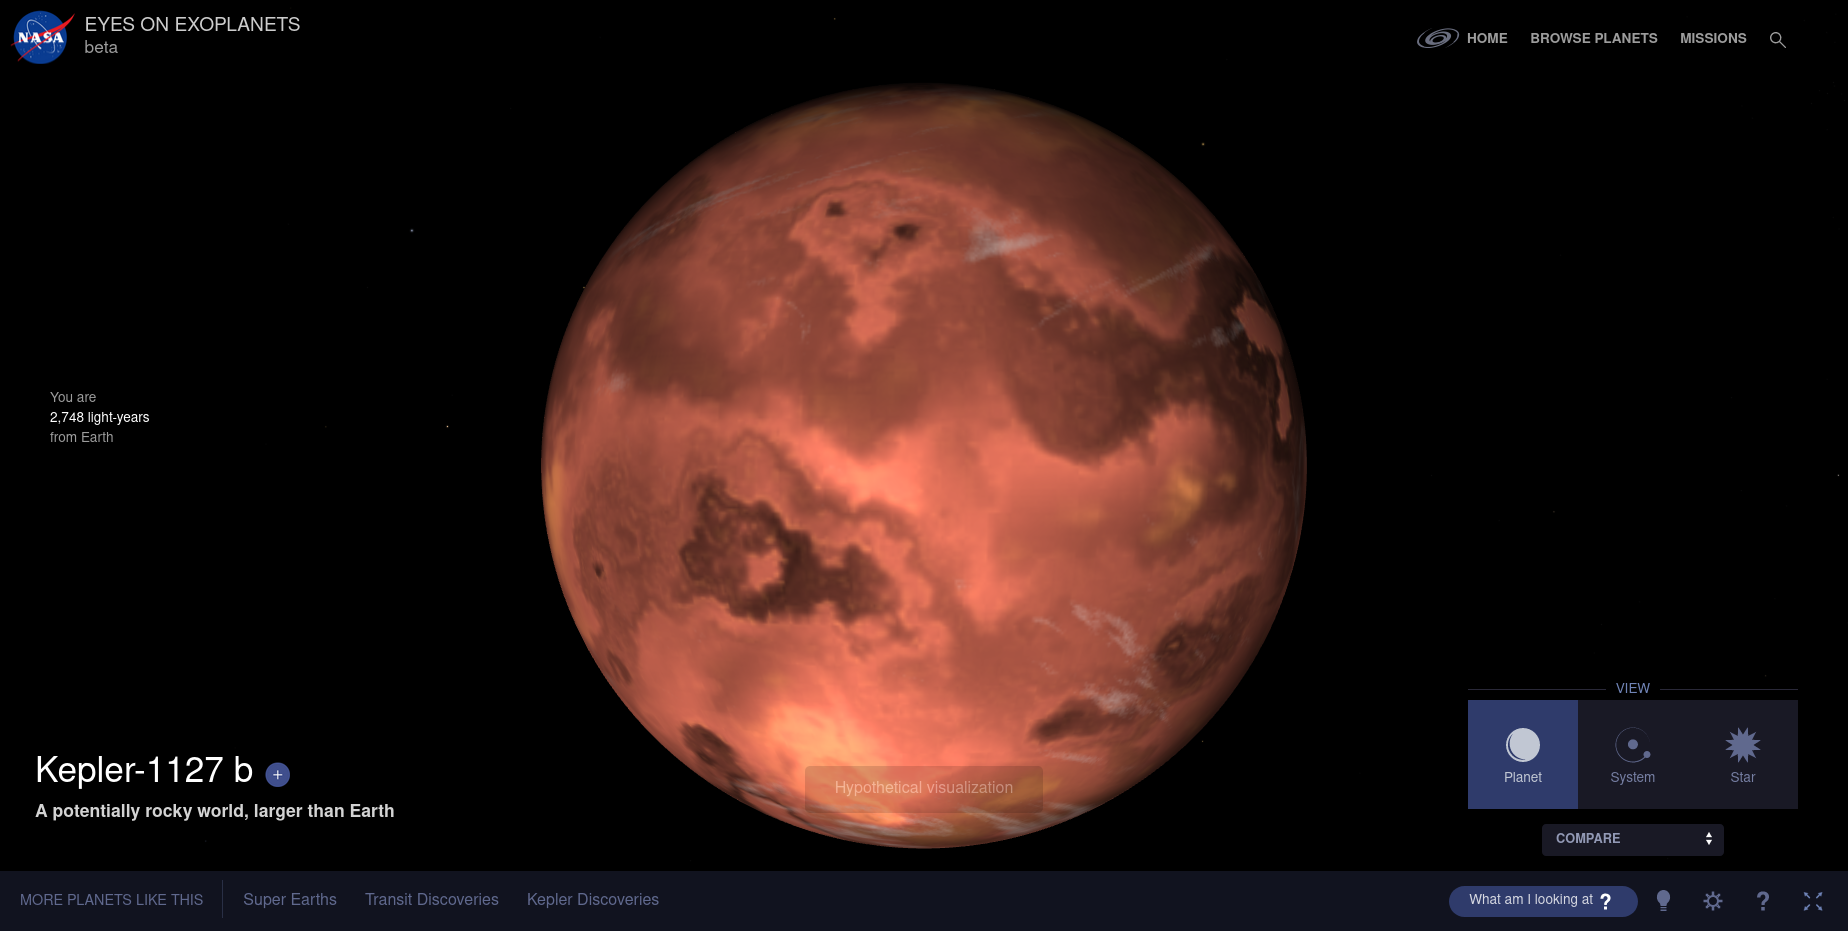 NASA
EYES ON EXOPLANETS
beta
HOME
BROWSE PLANETS
MISSIONS
You are
2,748 light-years
from Earth
Kepler-1127 b +
A potentially rocky world, larger than Earth
Hypothetical visualization
VIEW
Planet
System
Star
COMPARE
MORE PLANETS LIKE THIS
Super Earths
Transit Discoveries
Kepler Discoveries
What am I looking at ?
?